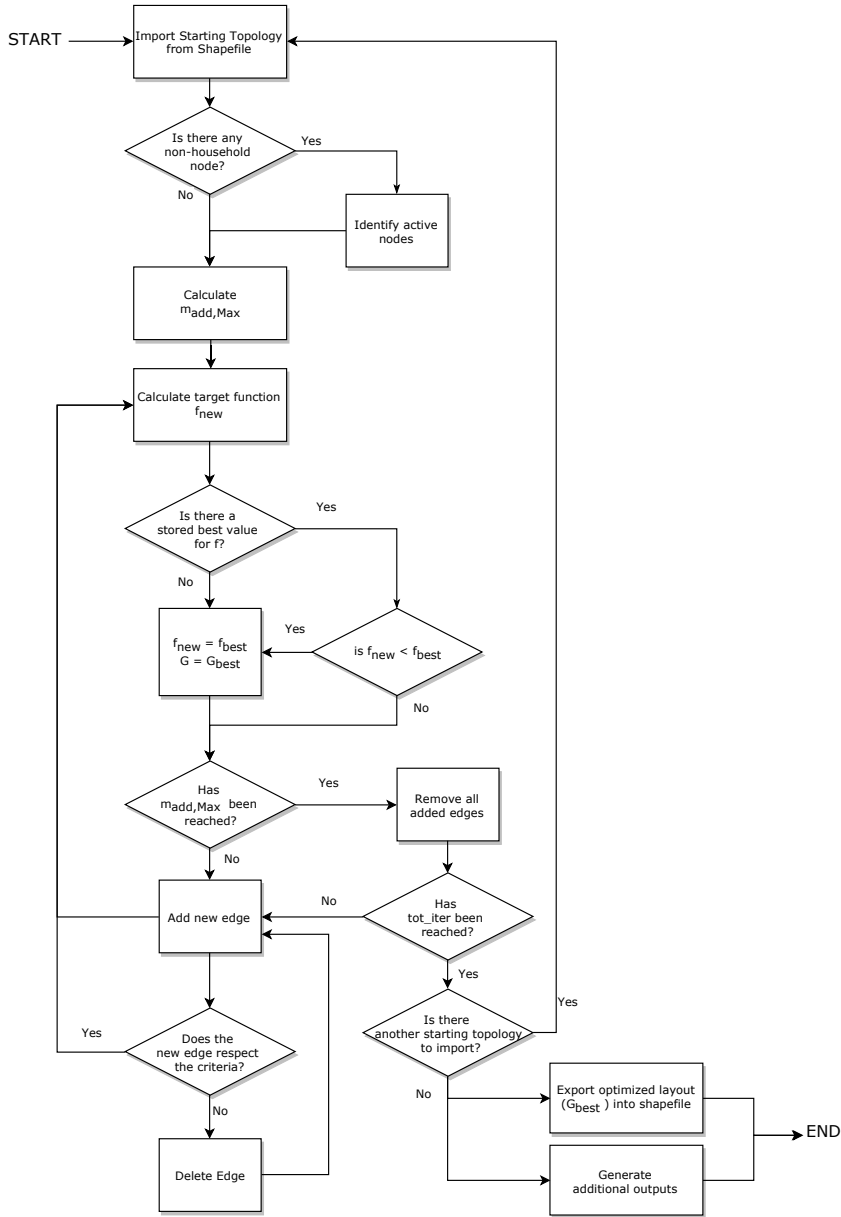 START
Import Starting Topology
from Shapefile
Is there any
non-household
node?
Yes
No
Identify active
nodes
Calculate
madd,Max
Calculate target function
fnew
Is there a
stored best value
for f?
Yes
No
fnew = fbest
G = Gbest
Yes
is fnew < fbest
No
Has
madd,Max been
reached?
Yes
Remove all
added edges
No
Add new edge
No
Has
tot_iter been
reached?
Yes
Is there
another starting topology
to import?
Yes
Does the
new edge respect
the criteria?
Yes
No
Delete Edge
No
Export optimized layout
(Gbest ) into shapefile
END
Generate
additional outputs